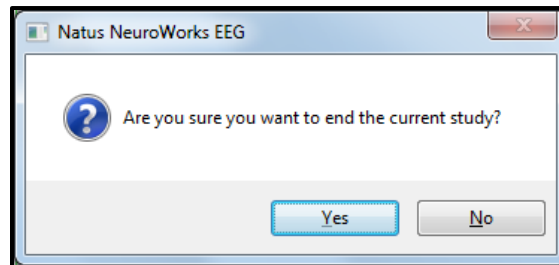 Natus NeuroWorks EEG
Are you sure you want to end the current study?
Yes No